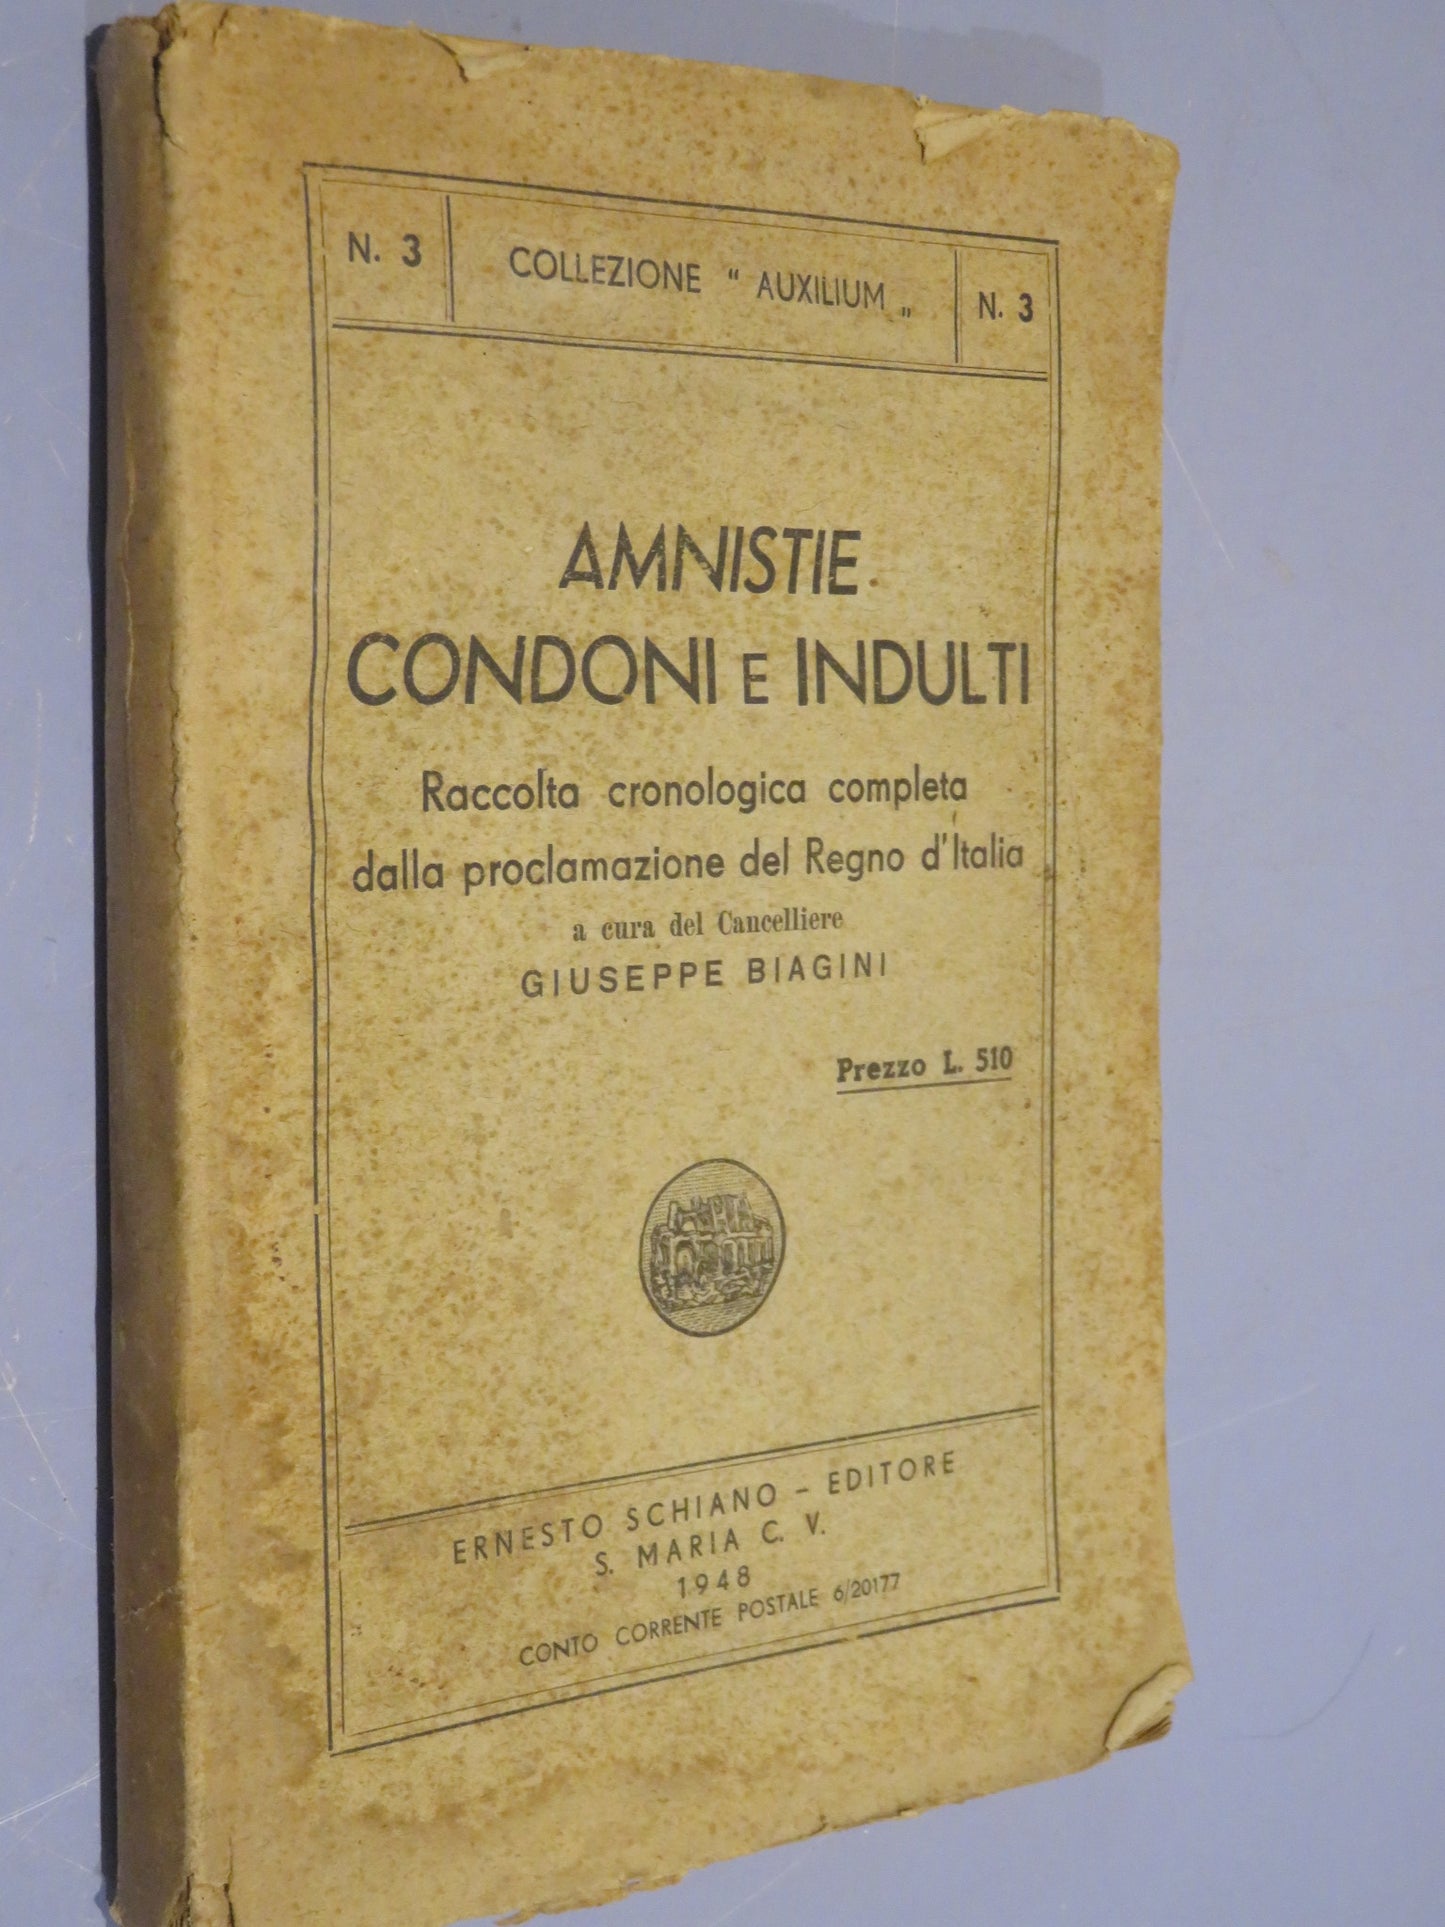 N. 3 COLLEZIONE " AUXILIUM „ N. 3
AMNISTIE
CONDONI E INDULTI
Raccolta cronologica completa
dalla proclamazione del Regno d'Italia
a cura del Cancelliere
GIUSEPPE BIAGINI
Prezzo L. 510
ERNESTO SCHIANO - EDITORE
S. MARIA C. V.
1948
CONTO CORRENTE POSTALE 6/20177